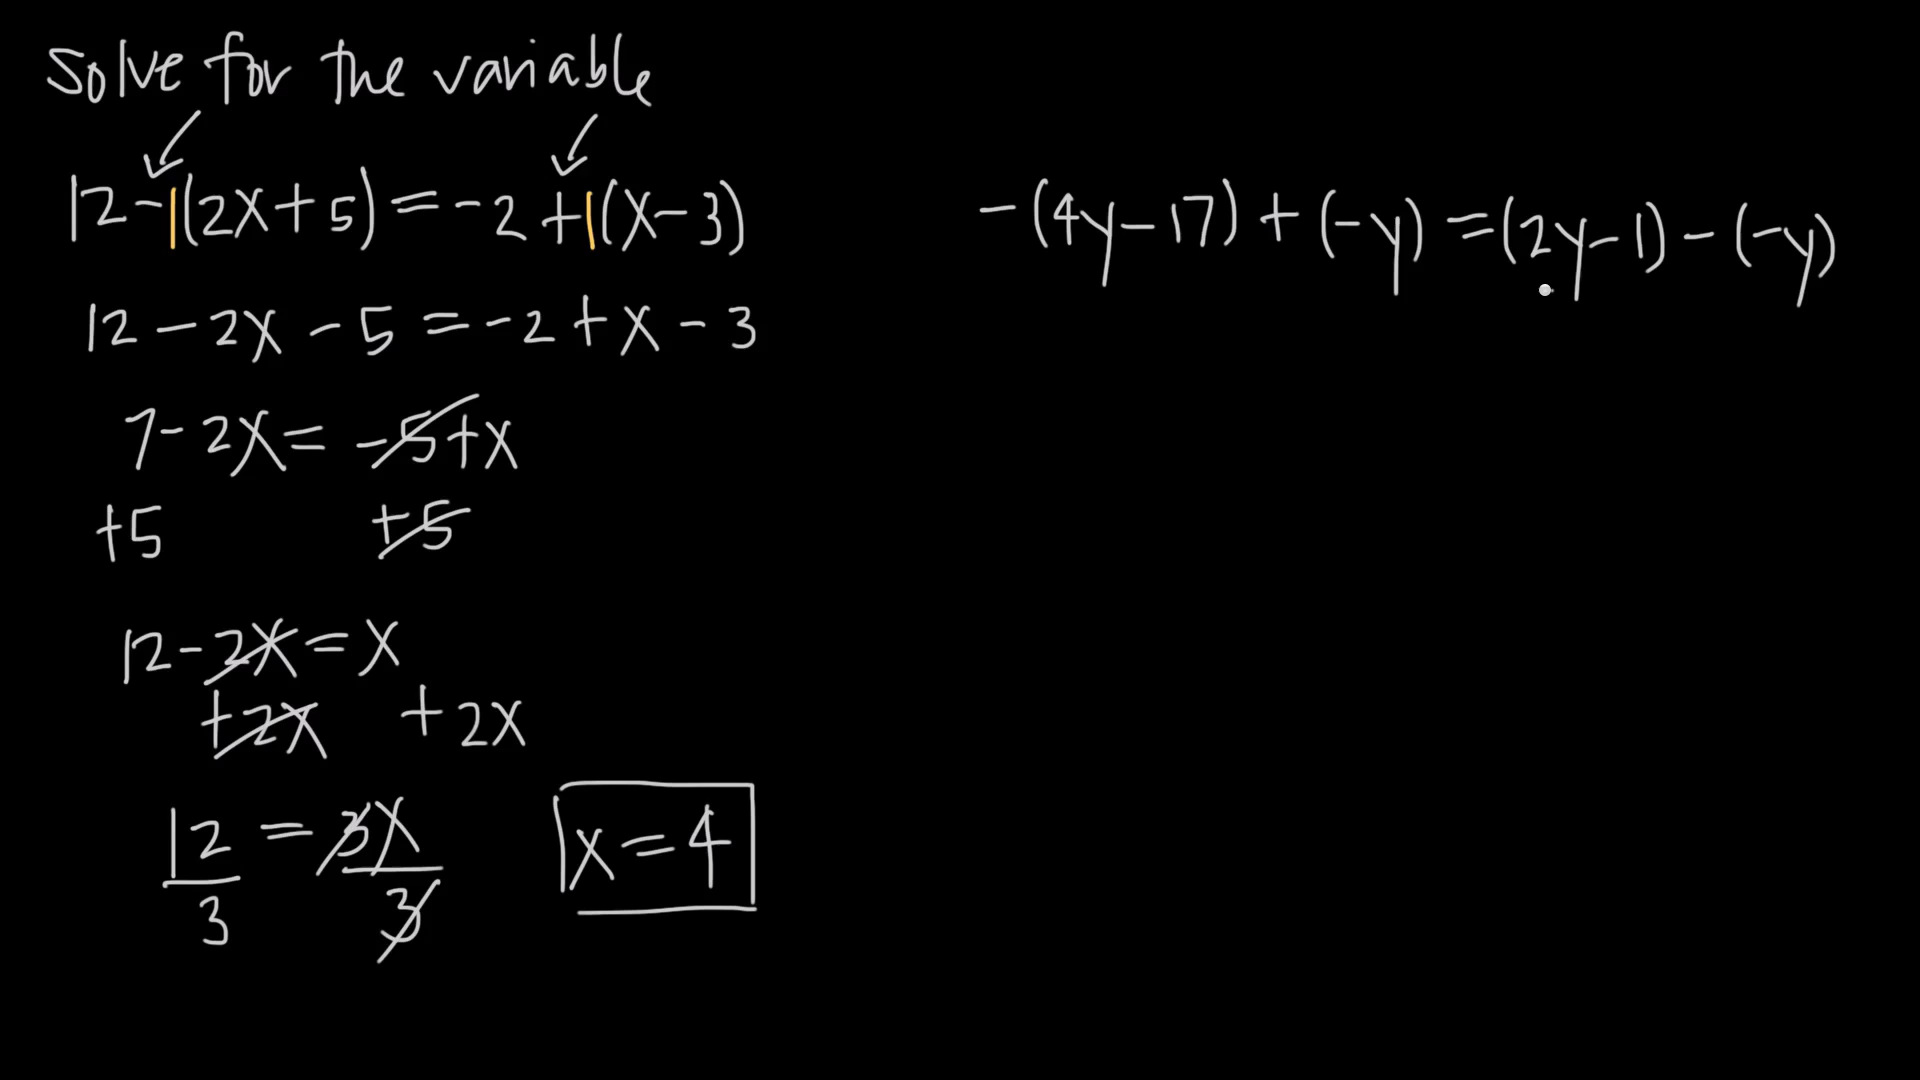 Solve for the variable
12-1(2x+5)=-2+1(x-3)
12-2x-5=-2+x-3
7-2x=-5+x
+5 +5
12-2x=x
+2x +2x
12/3=3x/3
x=4
-(4y-17)+(-y)=(2y-1)-(-y)